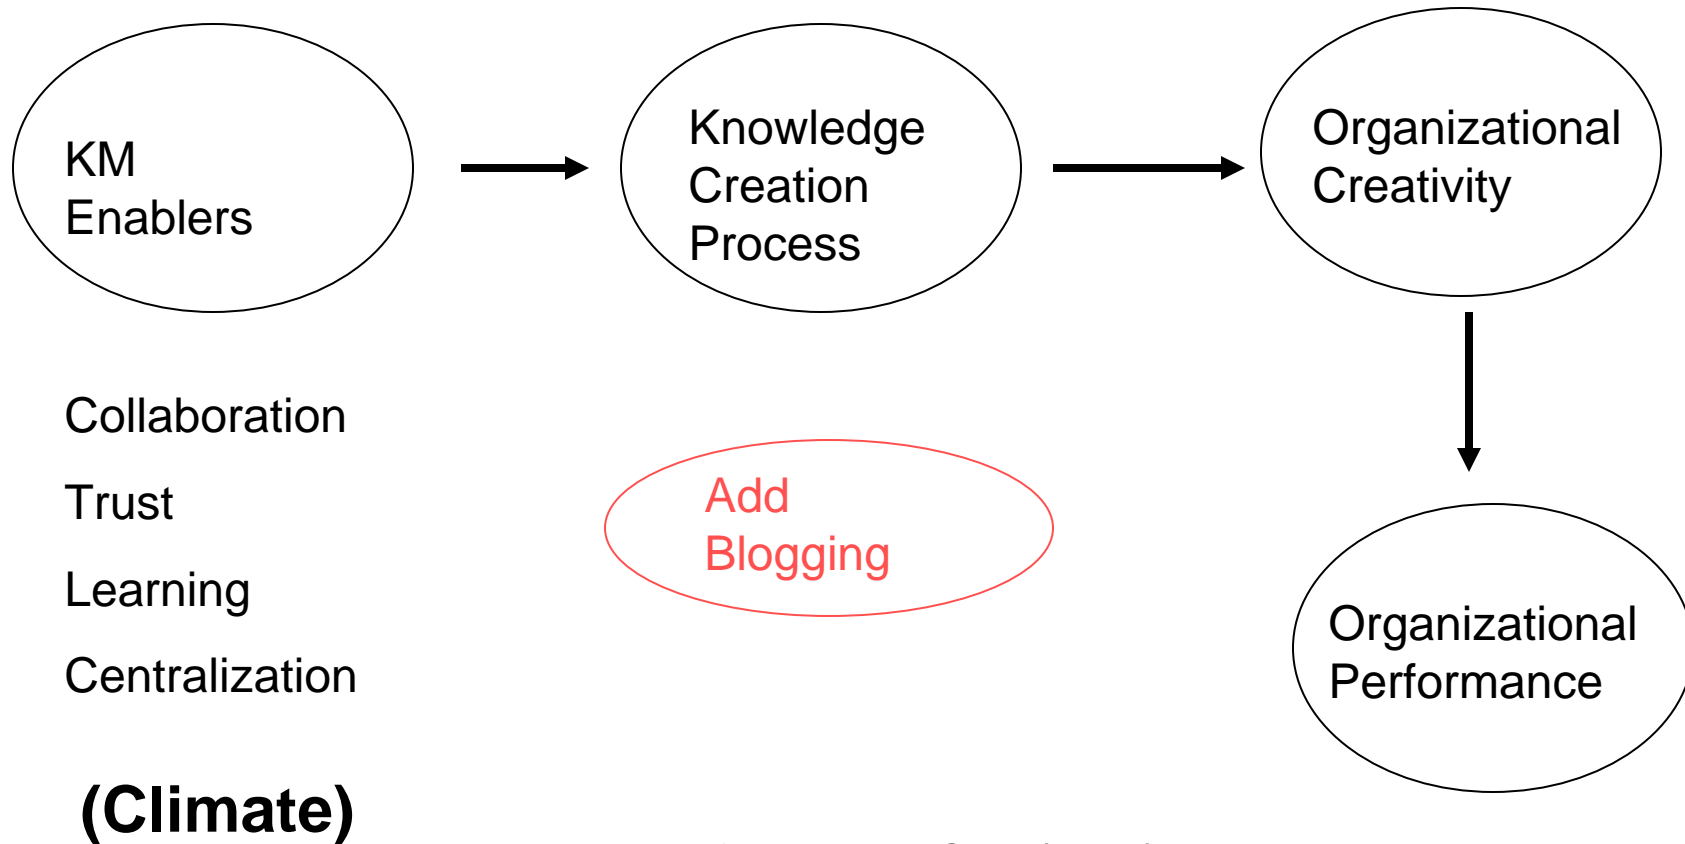 KM
Enablers
Knowledge
Creation
Process
Organizational
Creativity
Collaboration
Trust
Learning
Centralization
(Climate)
Add
Blogging
Organizational
Performance